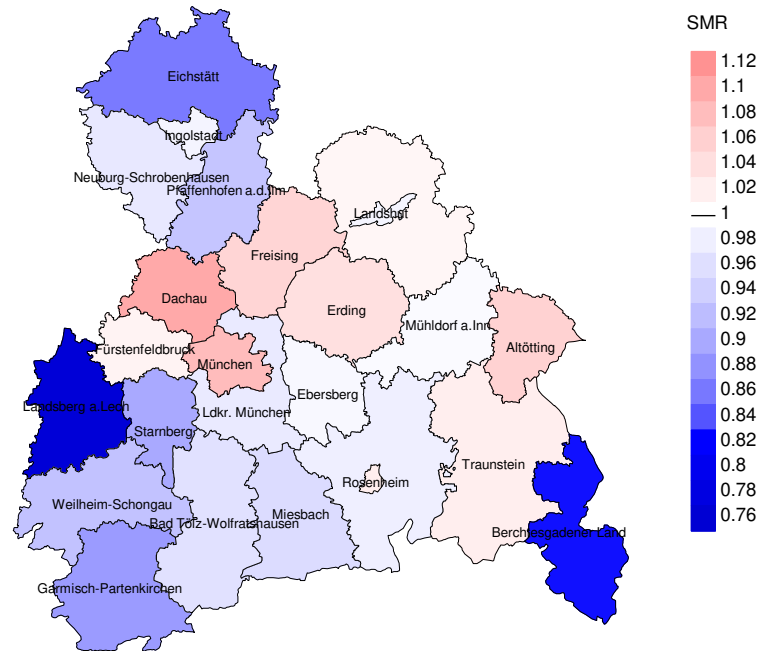 SMR
Eichstätt
Ingolstadt
Neuburg-Schrobenhausen
Pfaffenhofen a.d.Ilm
Landshut
Freising
Dachau
Erding
Mühldorf a.Inn
Altötting
Fürstenfeldbruck
München
Ebersberg
Landsberg a.Lech
Ldkr. München
Starnberg
Traunstein
Rosenheim
Weilheim-Schongau
Miesbach
Bad Tölz-Wolfratshausen
Berchtesgadener Land
Garmisch-Partenkirchen
1.12
1.1
1.08
1.06
1.04
1.02
1
0.98
0.96
0.94
0.92
0.9
0.88
0.86
0.84
0.82
0.8
0.78
0.76